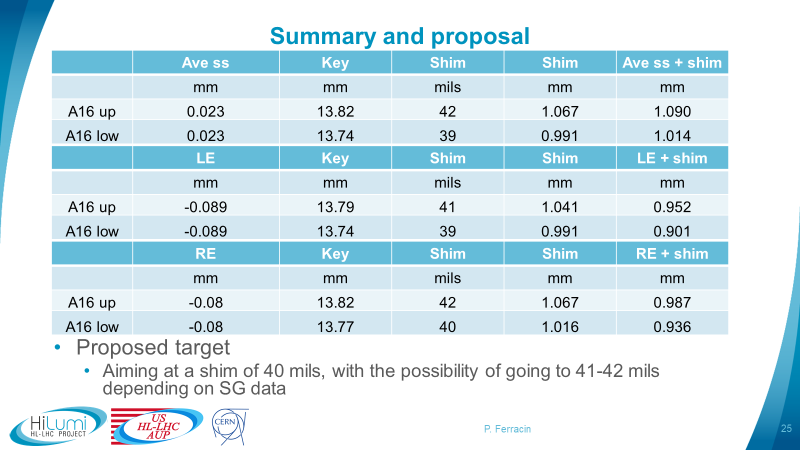 Summary and proposal
Ave ss Key Shim Shim Ave ss + shim
mm mm mils mm mm
A16 up 0.023 13.82 42 1.067 1.090
A16 low 0.023 13.74 39 0.991 1.014
LE Key Shim Shim LE + shim
mm mm mils mm mm
A16 up -0.089 13.79 41 1.041 0.952
A16 low -0.089 13.74 39 0.991 0.901
RE Key Shim Shim RE + shim
mm mm mils mm mm
A16 up -0.08 13.82 42 1.067 0.987
A16 low -0.08 13.77 40 1.016 0.936
• Proposed target
• Aiming at a shim of 40 mils, with the possibility of going to 41-42 mils
depending on SG data
HiLumi
HL-LHC PROJECT
US
HL-LHC
AUP
CERN
P. Ferracin
25